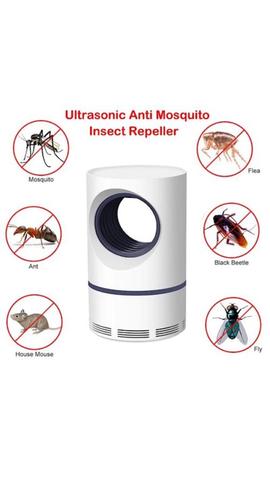 Ultrasonic Anti Mosquito
Insect Repeller
Mosquito
Flea
Ant
Black Beetle
House Mouse
Fly